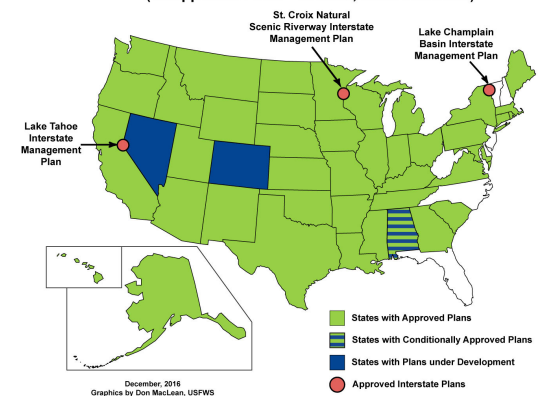 St. Croix Natural
Scenic Riverway Interstate
Management Plan
Lake Champlain
Basin Interstate
Management Plan
Lake Tahoe
Interstate
Management
Plan
States with Approved Plans
States with Conditionally Approved Plans
States with Plans under Development
Approved Interstate Plans
December, 2016
Graphics by Don MacLean, USFWS